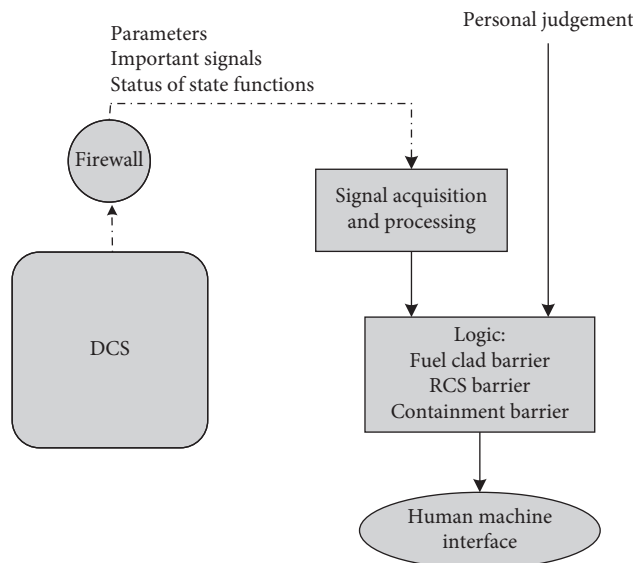 Personal judgement
Parameters
Important signals
Status of state functions
Firewall
Signal acquisition
and processing
DCS
Logic:
Fuel clad barrier
RCS barrier
Containment barrier
Human machine
interface